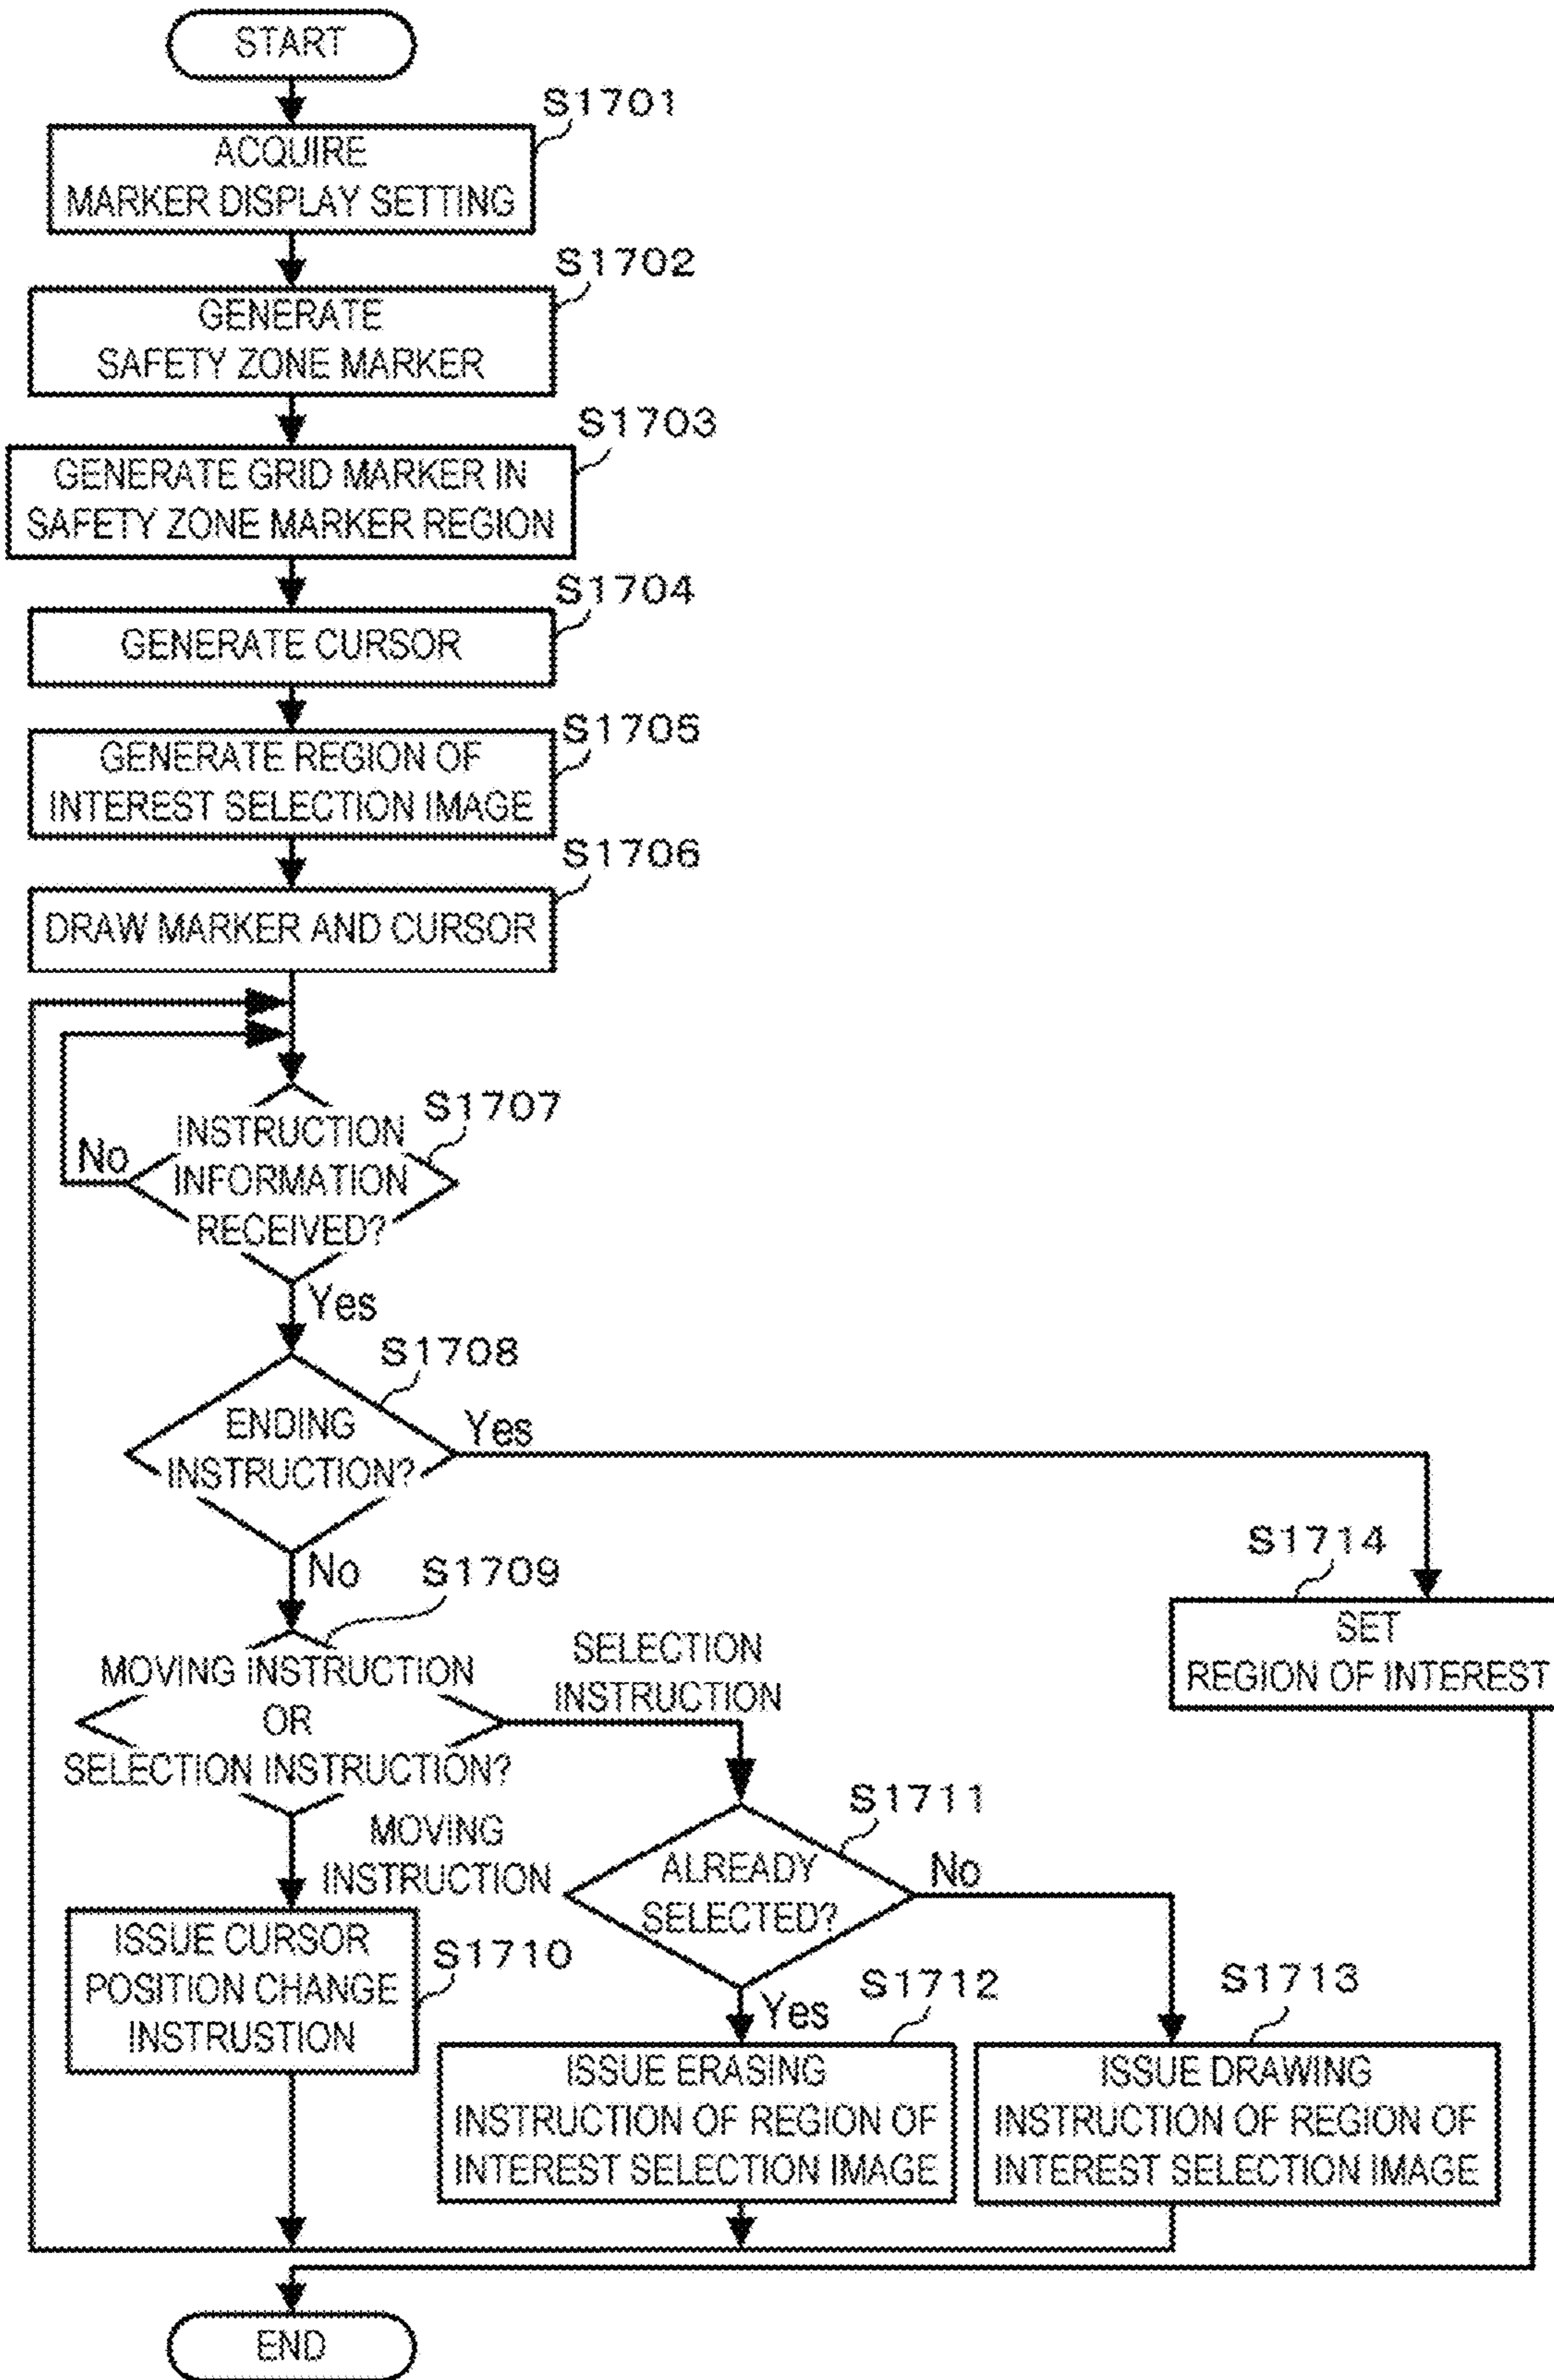 START
S1701
ACQUIRE
MARKER DISPLAY SETTING
S1702
GENERATE
SAFETY ZONE MARKER
S1703
GENERATE GRID MARKER IN
SAFETY ZONE MARKER REGION
S1704
GENERATE CURSOR
S1705
GENERATE REGION OF
INTEREST SELECTION IMAGE
S1706
DRAW MARKER AND CURSOR
S1707
INSTRUCTION
INFORMATION
RECEIVED?
No
Yes
S1708
ENDING
INSTRUCTION?
Yes
No
S1709
MOVING INSTRUCTION
OR
SELECTION INSTRUCTION?
SELECTION
INSTRUCTION
S1714
SET
REGION OF INTEREST
MOVING
INSTRUCTION
S1711
ALREADY
SELECTED?
No
Yes
ISSUE CURSOR
POSITION CHANGE
INSTRUSTION
S1710
S1712
ISSUE ERASING
INSTRUCTION OF REGION OF
INTEREST SELECTION IMAGE
S1713
ISSUE DRAWING
INSTRUCTION OF REGION OF
INTEREST SELECTION IMAGE
END